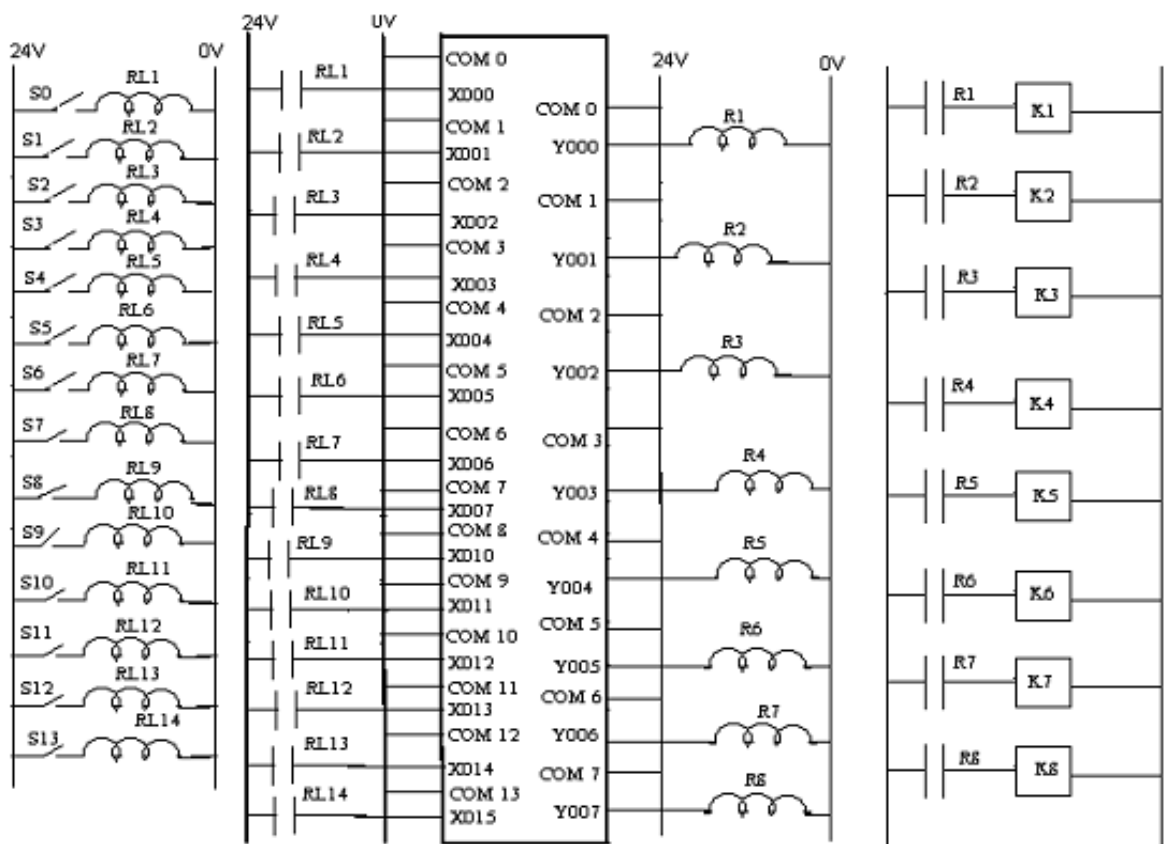 24V 0V
S0 RL1
S1 RL2
S2 RL3
S3 RL4
S4 RL5
S5 RL6
S6 RL7
S7 RL8
S8 RL9
S9 RL10
S10 RL11
S11 RL12
S12 RL13
S13 RL14
24V 0V
RL1
RL2
RL3
RL4
RL5
RL6
RL7
RL8
RL9
RL10
RL11
RL12
RL13
RL14
COM 0
X000
COM 1
X001
COM 2
X002
COM 3
X003
COM 4
X004
COM 5
X005
COM 6
X006
COM 7
X007
COM 8
X010
COM 9
X011
COM 10
X012
COM 11
X013
COM 12
X014
COM 13
X015
COM 0
Y000
COM 1
Y001
COM 2
Y002
COM 3
Y003
COM 4
Y004
COM 5
Y005
COM 6
Y006
COM 7
Y007
24V 0V
R1
R2
R3
R4
R5
R6
R7
R8
R1 K1
R2 K2
R3 K3
R4 K4
R5 K5
R6 K6
R7 K7
R8 K8